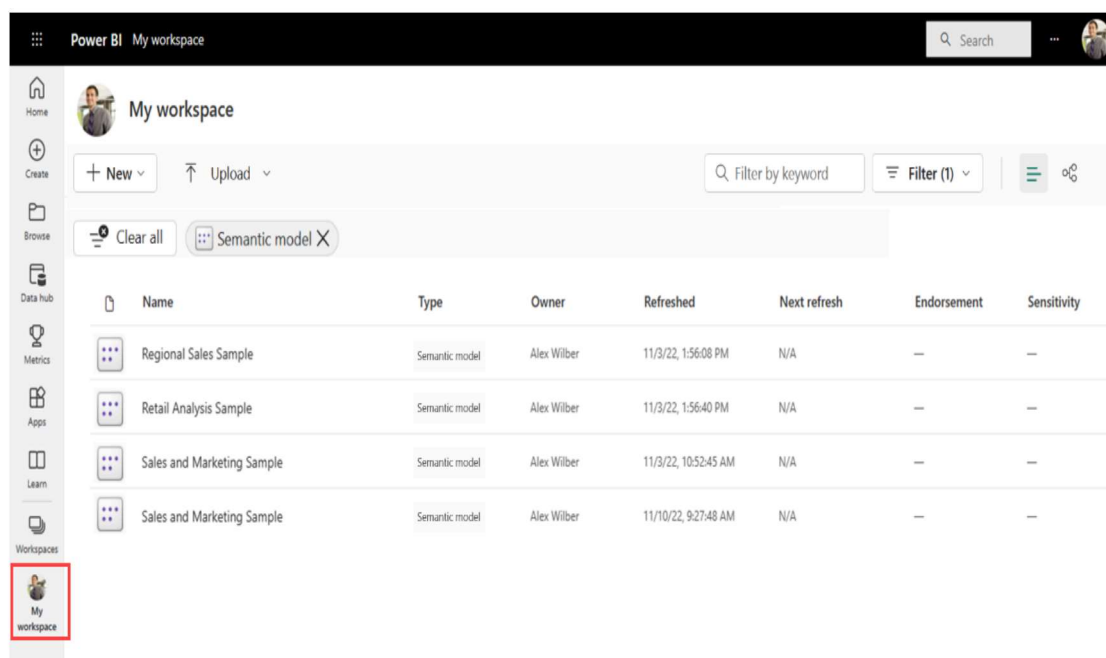 Power BI My workspace
Search
Home
My workspace
Create
New
Upload
Filter by keyword
Filter (1)
Browse
Clear all
Semantic model
Data hub
Name Type Owner Refreshed Next refresh Endorsement Sensitivity
Metrics
Regional Sales Sample Semantic model Alex Wilber 11/3/22, 1:56:08 PM N/A — —
Apps
Retail Analysis Sample Semantic model Alex Wilber 11/3/22, 1:56:40 PM N/A — —
Learn
Sales and Marketing Sample Semantic model Alex Wilber 11/3/22, 10:52:45 AM N/A — —
Sales and Marketing Sample Semantic model Alex Wilber 11/10/22, 9:27:48 AM N/A — —
Workspaces
My
workspace